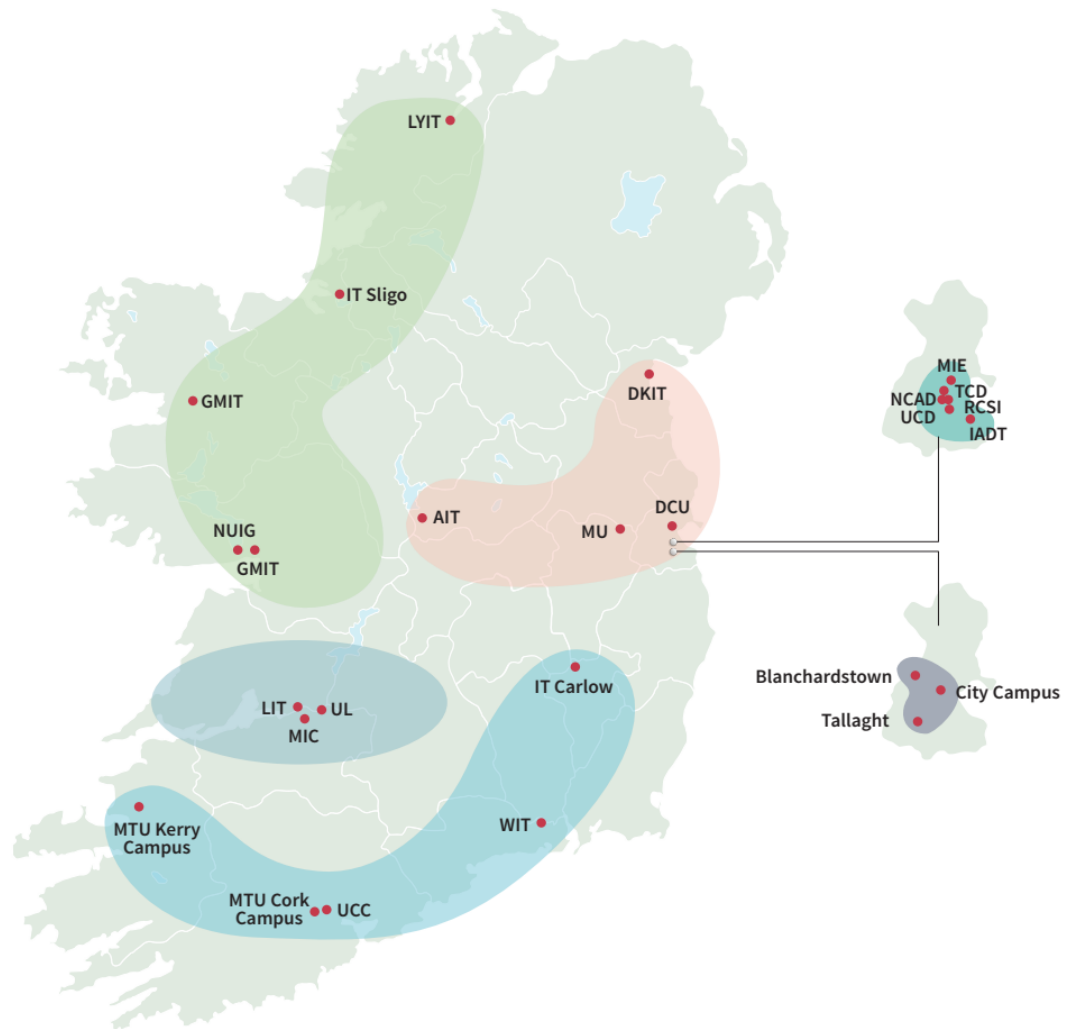 LYIT
IT Sligo
GMIT
DKIT
MIE
TCD
NCAD
RCSI
UCD
IADT
AIT
MU
DCU
NUIG
GMIT
LIT
UL
MIC
IT Carlow
Blanchardstown
City Campus
Tallaght
MTU Kerry
Campus
WIT
MTU Cork
Campus
UCC